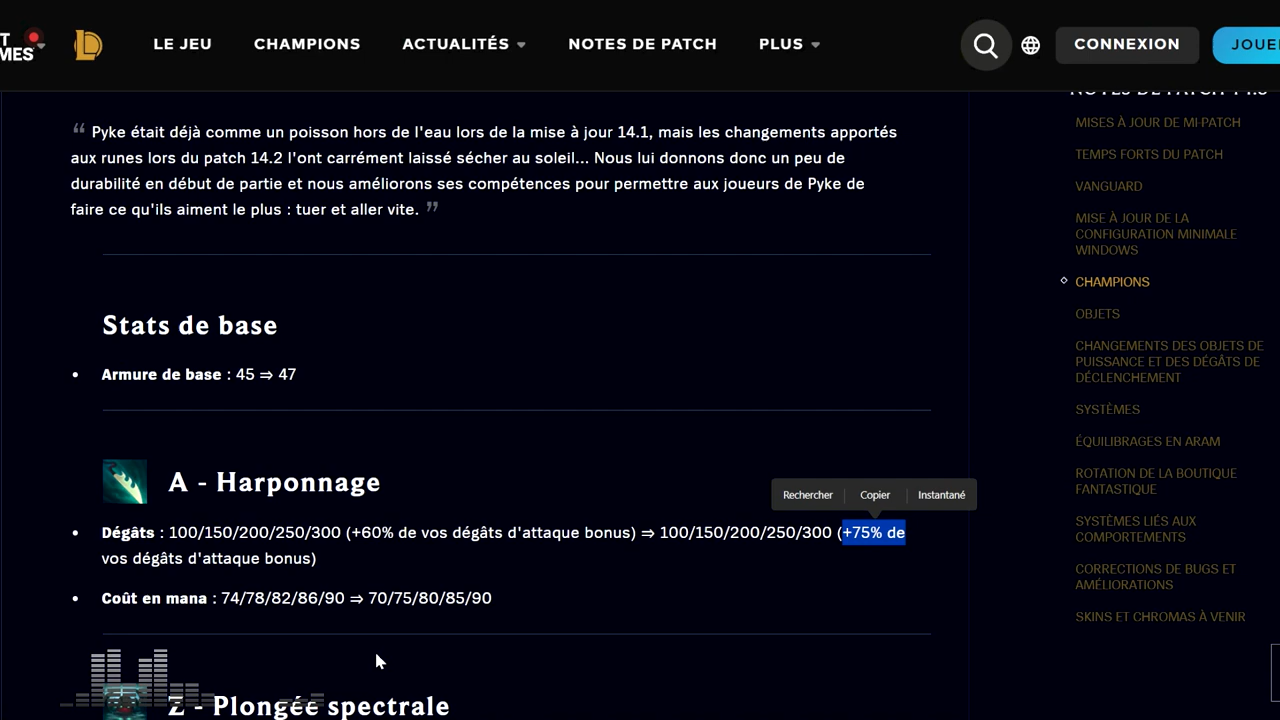 T
MES
LE JEU
CHAMPIONS
ACTUALITÉS
NOTES DE PATCH
PLUS
CONNEXION
JOUE
“ Pyke était déjà comme un poisson hors de l'eau lors de la mise à jour 14.1, mais les changements apportés
aux runes lors du patch 14.2 l'ont carrément laissé sécher au soleil... Nous lui donnons donc un peu de
durabilité en début de partie et nous améliorons ses compétences pour permettre aux joueurs de Pyke de
faire ce qu'ils aiment le plus : tuer et aller vite. ”
Stats de base
• Armure de base : 45 ⇒ 47
A - Harponnage
Rechercher
Copier
Instantané
• Dégâts : 100/150/200/250/300 (+60% de vos dégâts d'attaque bonus) ⇒ 100/150/200/250/300 (+75% de
vos dégâts d'attaque bonus)
• Coût en mana : 74/78/82/86/90 ⇒ 70/75/80/85/90
Z - Plongée spectrale
NOTES DE PATCH
MISES À JOUR DE MI-PATCH
TEMPS FORTS DU PATCH
VANGUARD
MISE À JOUR DE LA
CONFIGURATION MINIMALE
WINDOWS
CHAMPIONS
OBJETS
CHANGEMENTS DES OBJETS DE
PUISSANCE ET DES DÉGÂTS DE
DÉCLENCHEMENT
SYSTÈMES
ÉQUILIBRAGES EN ARAM
ROTATION DE LA BOUTIQUE
FANTASTIQUE
SYSTÈMES LIÉS AUX
COMPORTEMENTS
CORRECTIONS DE BUGS ET
AMÉLIORATIONS
SKINS ET CHROMAS À VENIR